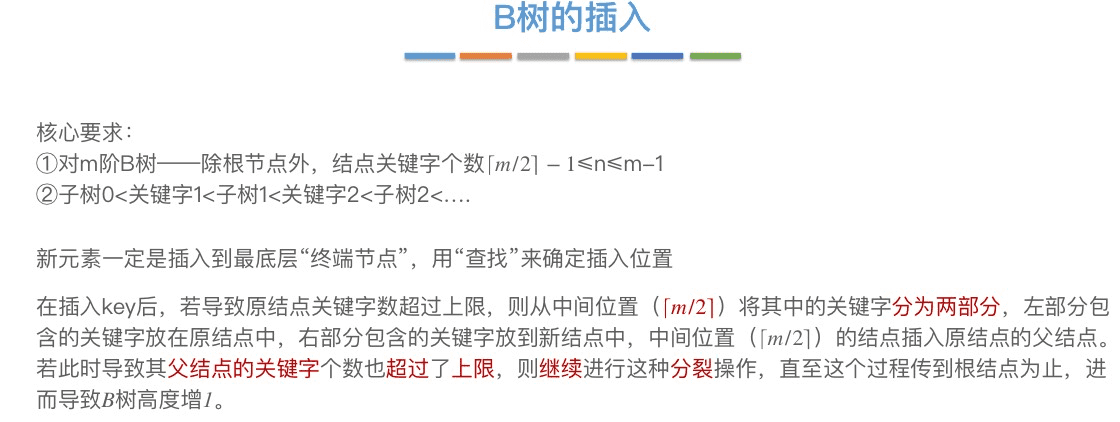 B树的插入
核心要求：
①对m阶B树——除根节点外，结点关键字个数⌈m/2⌉ − 1≤n≤m–1
②子树0<关键字1<子树1<关键字2<子树2<....
新元素一定是插入到最底层“终端节点”，用“查找”来确定插入位置
在插入key后，若导致原结点关键字数超过上限，则从中间位置（⌈m/2⌉）将其中的关键字分为两部分，左部分包
含的关键字放在原结点中，右部分包含的关键字放到新结点中，中间位置（⌈m/2⌉）的结点插入原结点的父结点。
若此时导致其父结点的关键字个数也超过了上限，则继续进行这种分裂操作，直至这个过程传到根结点为止，进
而导致B树高度增1。